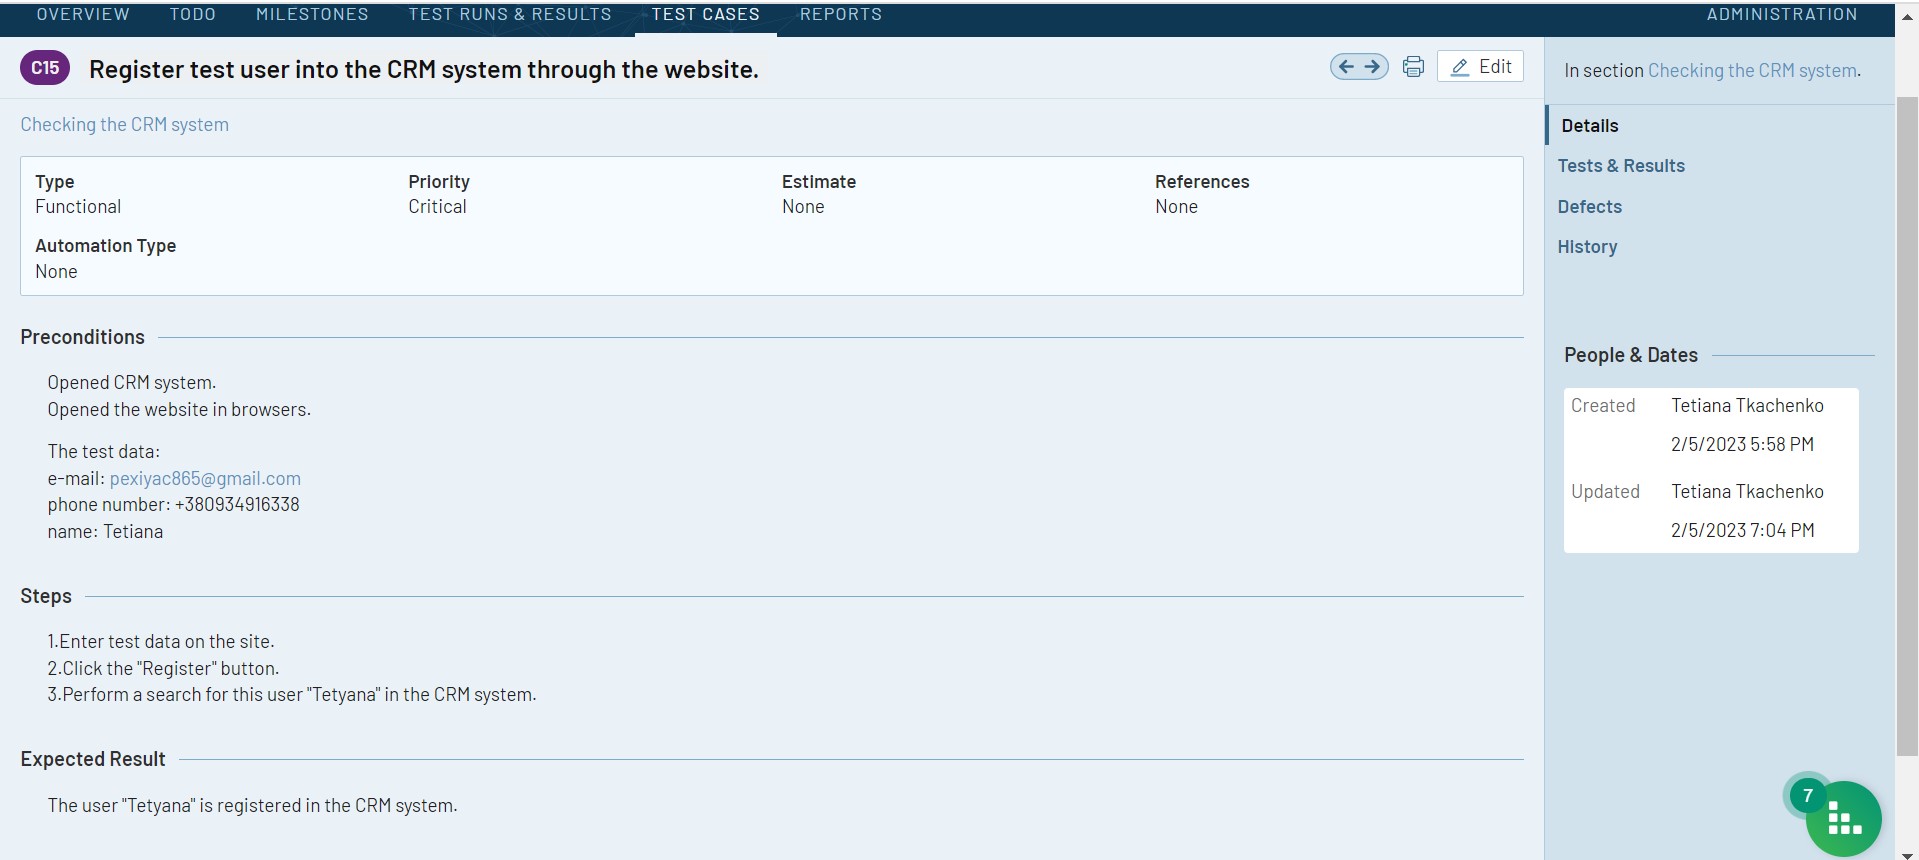 OVERVIEW TODO MILESTONES TEST RUNS & RESULTS TEST CASES REPORTS ADMINISTRATION
C15 Register test user into the CRM system through the website. Edit
In section Checking the CRM system.
Checking the CRM system
Type Priority Estimate References
Functional Critical None None
Automation Type
None
Preconditions
Opened CRM system.
Opened the website in browsers.
The test data:
e-mail: pexiyac865@gmail.com
phone number: +380934916338
name: Tetiana
Steps
1.Enter test data on the site.
2.Click the "Register" button.
3.Perform a search for this user "Tetyana" in the CRM system.
Expected Result
The user "Tetyana" is registered in the CRM system.
Details
Tests & Results
Defects
History
People & Dates
Created Tetiana Tkachenko
2/5/2023 5:58 PM
Updated Tetiana Tkachenko
2/5/2023 7:04 PM
7